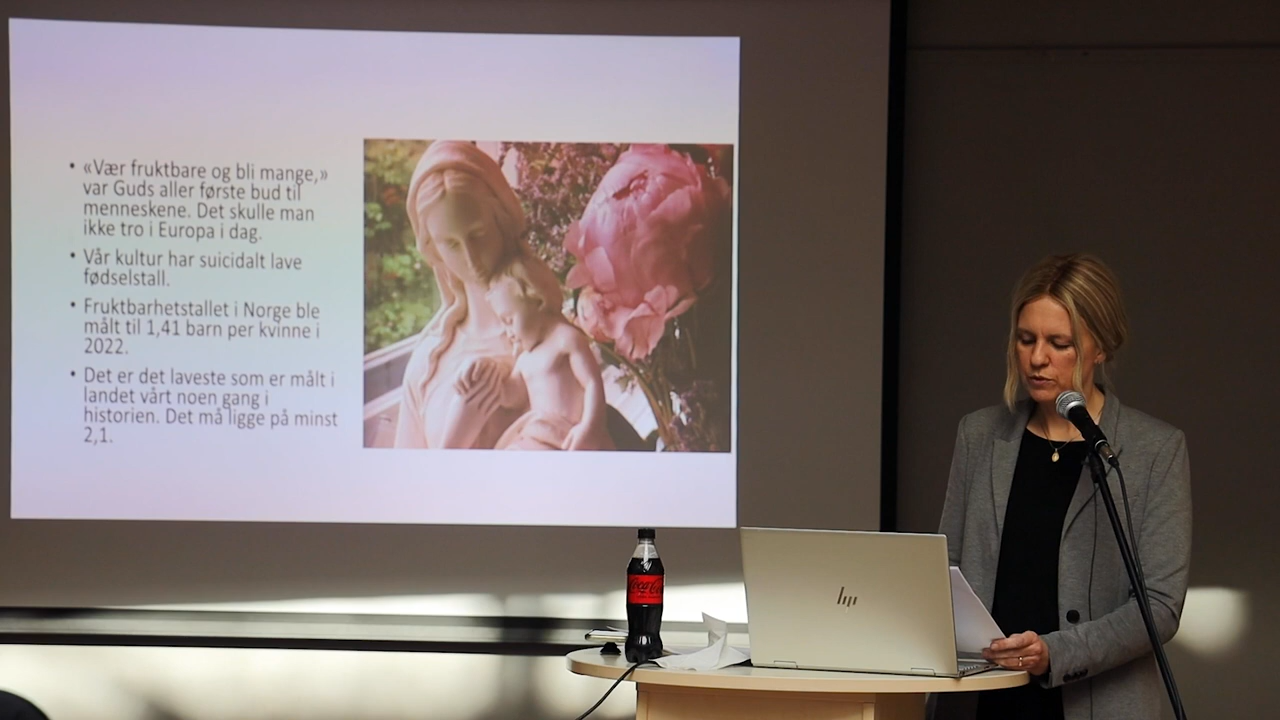 • «Vær fruktbare og bli mange,»
var Guds aller første bud til
menneskene. Det skulle man
ikke tro i Europa i dag.
• Vår kultur har suicidalt lave
fødselstall.
• Fruktbarhetstallet i Norge ble
målt til 1,41 barn per kvinne i
2022.
• Det er det laveste som er målt i
landet vårt noen gang i
historien. Det må ligge på minst
2,1.
Coca-Cola
hp